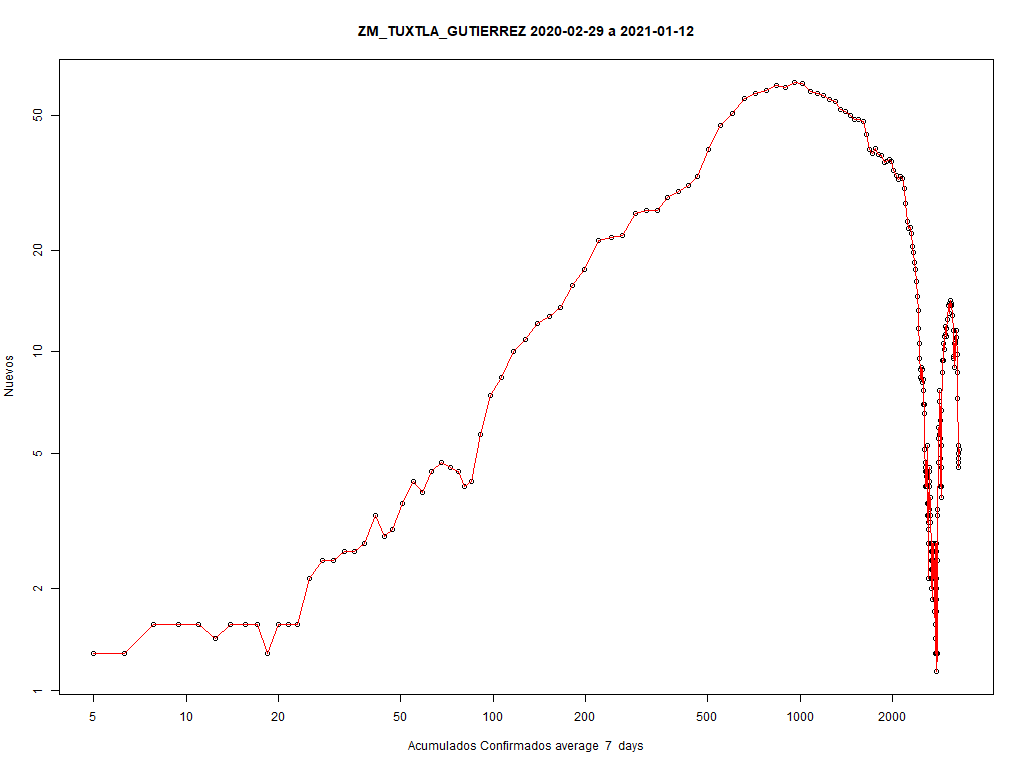 ZM_TUXTLA_GUTIERREZ 2020-02-29 a 2021-01-12
50
20
10
5
2
1
Nuevos
5 10 20 50 100 200 500 1000 2000
Acumulados Confirmados average 7 days